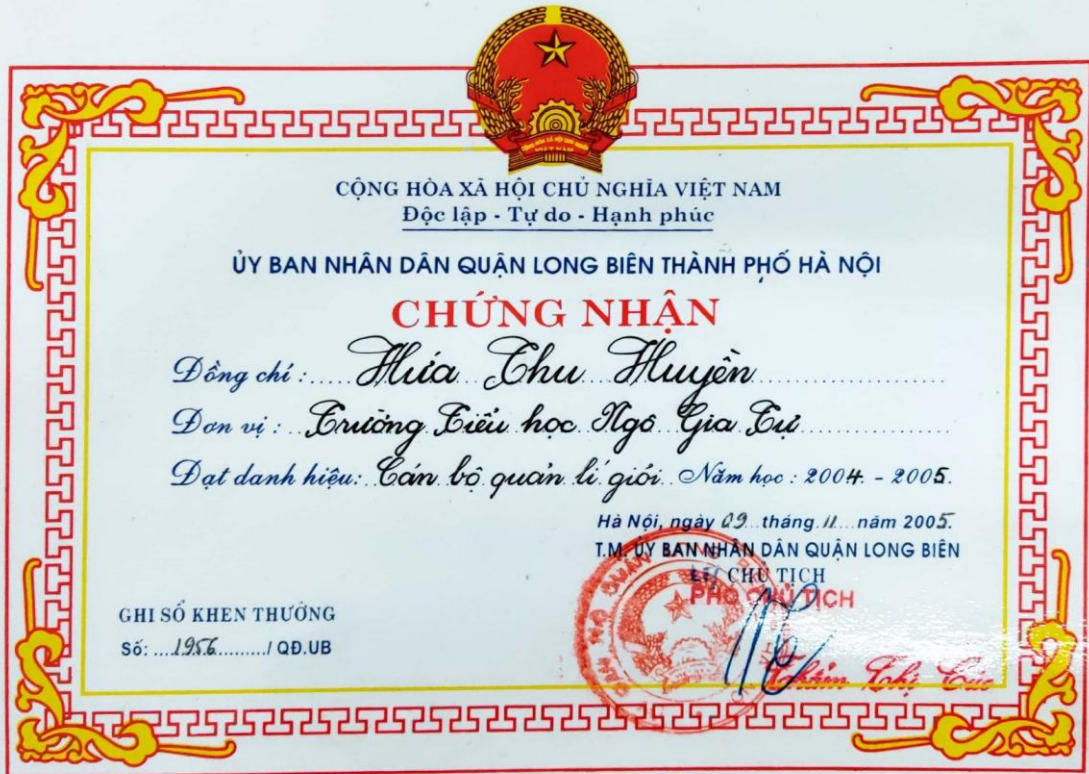 CỘNG HÒA XÃ HỘI CHỦ NGHĨA VIỆT NAM
Độc lập - Tự do - Hạnh phúc
ỦY BAN NHÂN DÂN QUẬN LONG BIÊN THÀNH PHỐ HÀ NỘI
CHỨNG NHẬN
Đồng chí : Hứa Thu Huyền
Đơn vị : Trường Tiểu học Ngô Gia Tự
Đạt danh hiệu: Cán bộ quản lí giỏi Năm học : 2004 - 2005.
Hà Nội, ngày 09 tháng 11 năm 2005.
T.M. ỦY BAN NHÂN DÂN QUẬN LONG BIÊN
CHỦ TỊCH
PHÓ CHỦ TỊCH
GHI SỔ KHEN THƯỞNG
Số: 1956 / QĐ.UB
Thị